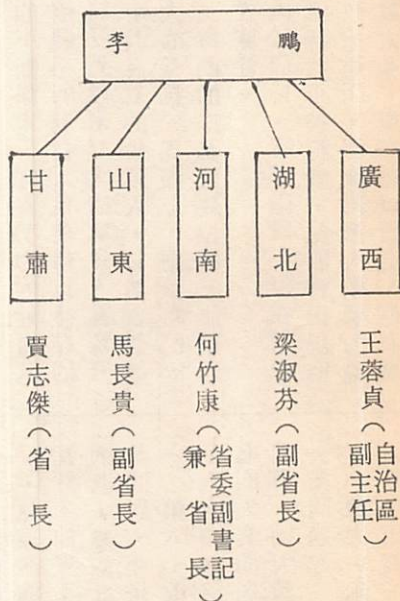 李鵬
廣西
湖北
河南
山東
甘肅
王蓉貞（自治區副主任）
梁淑芬（副省長）
何竹康（省委副書記兼省長）
馬長貴（副省長）
賈志傑（省長）